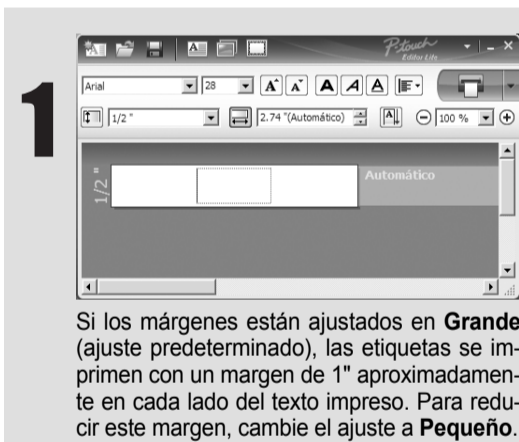 1
P-touch
Editor Lite
Arial
28
A A A A A
1/2 "
2.74 "(Automático)
A
100 %
1/2 "
Automático
Si los márgenes están ajustados en Grande
(ajuste predeterminado), las etiquetas se im-
primen con un margen de 1" aproximadamen-
te en cada lado del texto impreso. Para redu-
cir este margen, cambie el ajuste a Pequeño.